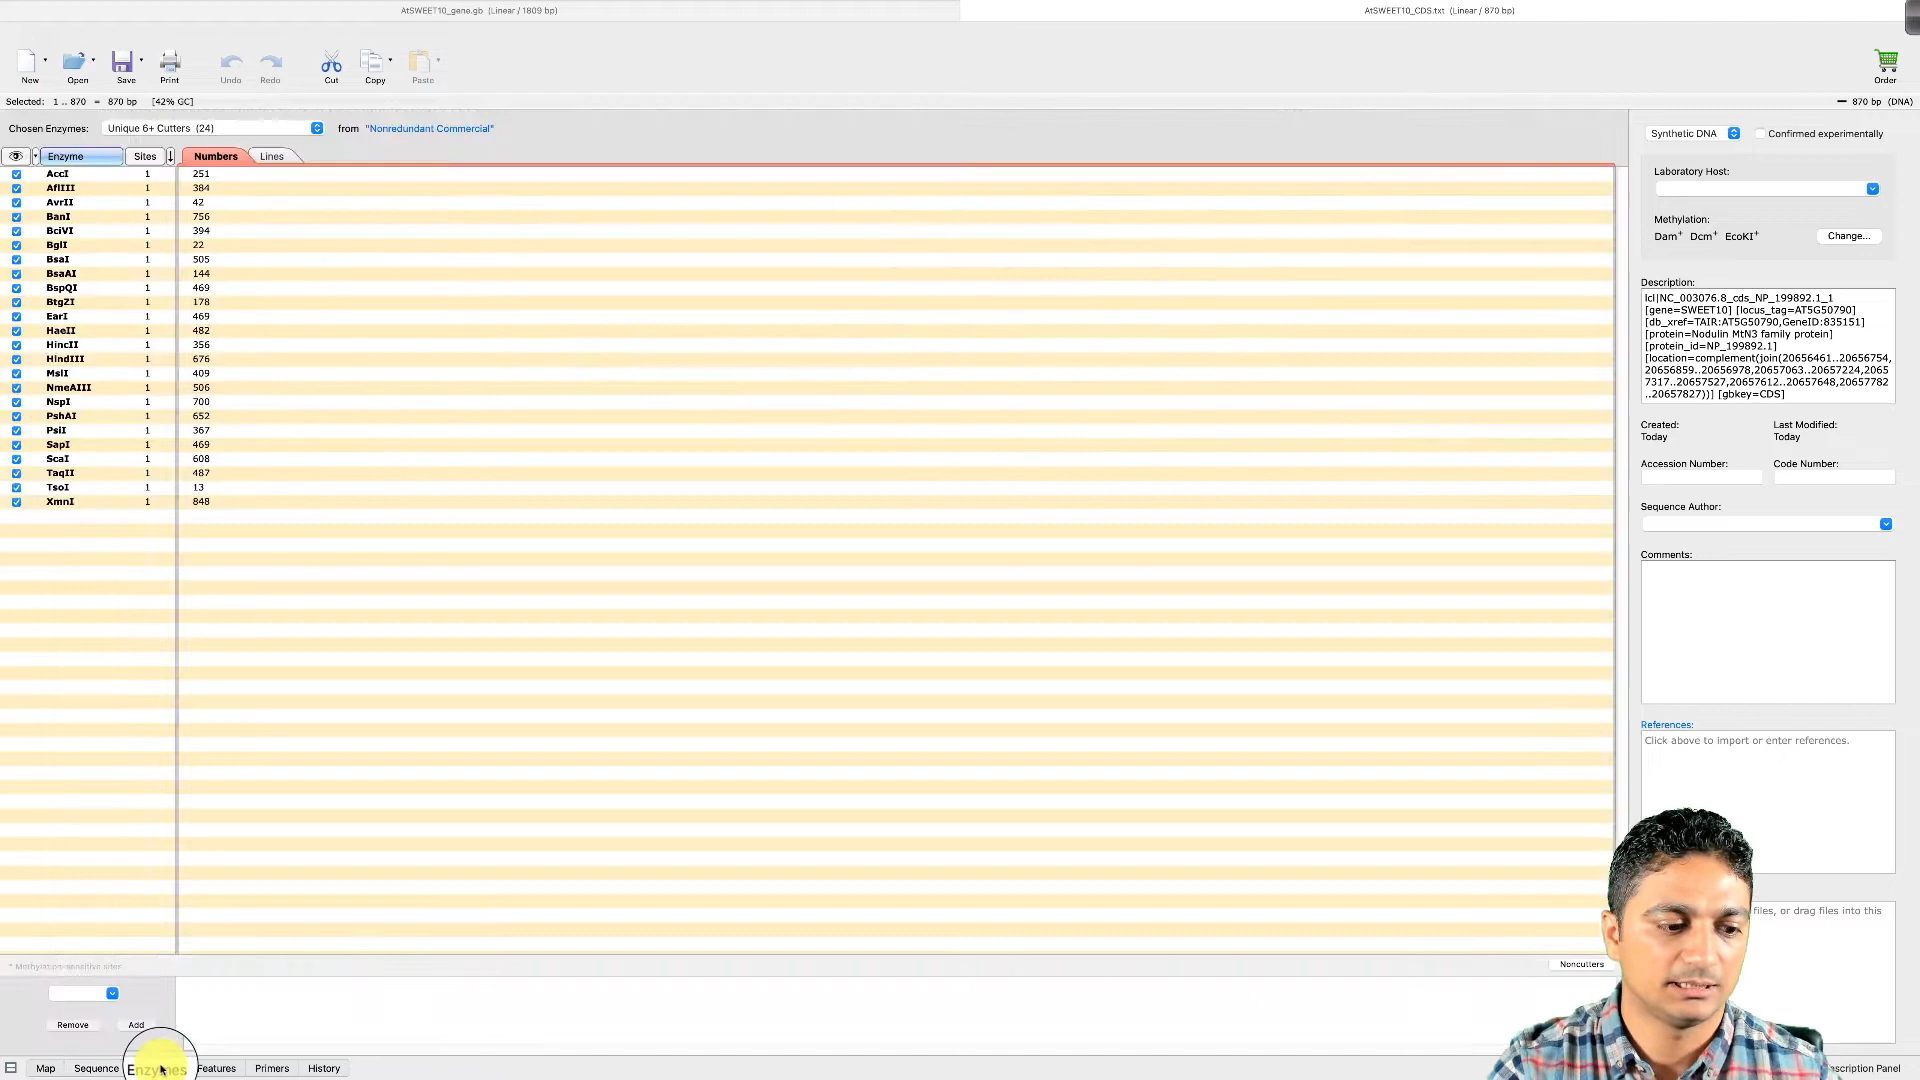 AtSWEET10_gene.gb (Linear / 1809 bp)
AtSWEET10_CDS.txt (Linear / 870 bp)
New
Open
Save
Print
Undo
Redo
Cut
Copy
Paste
Order
Selected: 1 .. 870 = 870 bp [42% GC]
870 bp (DNA)
Chosen Enzymes: Unique 6+ Cutters (24) from "Nonredundant Commercial"
Enzyme Sites Numbers Lines
AccI 1 251
AflIII 1 384
AvrII 1 42
BanI 1 756
BciVI 1 394
BglI 1 22
BsaI 1 505
BsaAI 1 144
BspQI 1 469
BtgZI 1 178
EarI 1 469
HaeII 1 482
HincII 1 356
HindIII 1 676
MslI 1 409
NmeAIII 1 506
NspI 1 700
PshAI 1 652
PsiI 1 367
SapI 1 469
ScaI 1 608
TaqII 1 487
TsoI 1 13
XmnI 1 848
* Methylation-sensitive sites
Noncutters
Remove
Add
Map Sequence Enzymes Features Primers History
Synthetic DNA Confirmed experimentally
Laboratory Host:
Methylation:
Dam+ Dcm+ EcoKI+ Change...
Description:
lcl|NC_003076.8_cds_NP_199892.1_1
[gene=SWEET10] [locus_tag=AT5G50790]
[db_xref=TAIR:AT5G50790,GeneID:835151]
[protein=Nodulin MtN3 family protein]
[protein_id=NP_199892.1]
[location=complement(join(20656461..20656754,
20656859..20656978,20657063..20657224,2065
7317..20657527,20657612..20657648,20657782
..20657827))] [gbkey=CDS]
Created: Last Modified:
Today Today
Accession Number: Code Number:
Sequence Author:
Comments:
References:
Click above to import or enter references.
files, or drag files into this
scription Panel